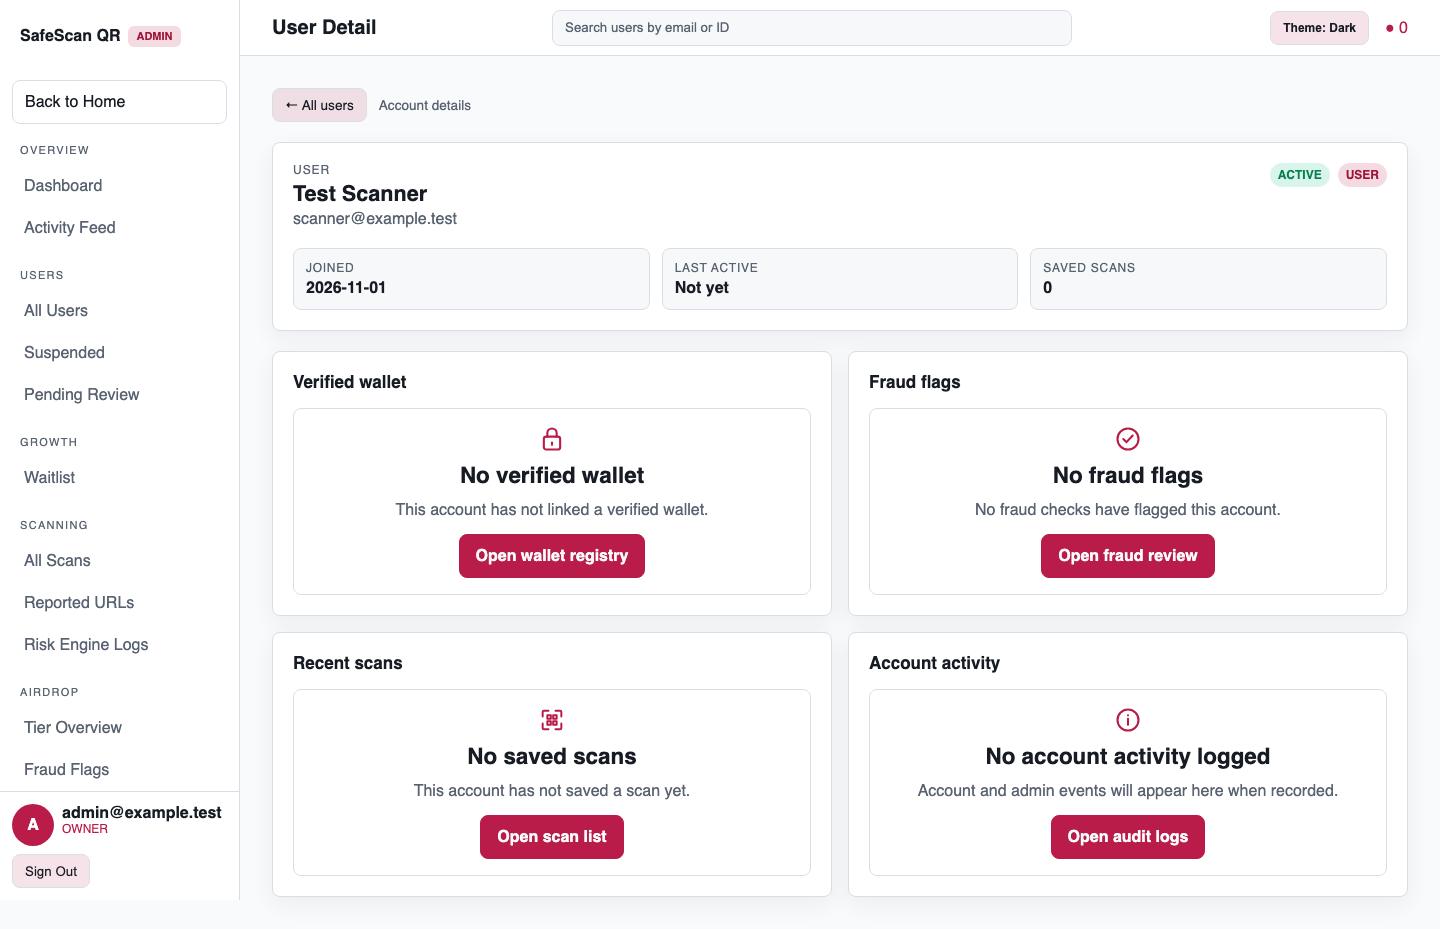 SafeScan QR ADMIN
Back to Home
OVERVIEW
Dashboard
Activity Feed
USERS
All Users
Suspended
Pending Review
GROWTH
Waitlist
SCANNING
All Scans
Reported URLs
Risk Engine Logs
AIRDROP
Tier Overview
Fraud Flags
A
admin@example.test
OWNER
Sign Out
User Detail
Search users by email or ID
Theme: Dark
● 0
← All users
Account details
USER
Test Scanner
scanner@example.test
ACTIVE
USER
JOINED
2026-11-01
LAST ACTIVE
Not yet
SAVED SCANS
0
Verified wallet
No verified wallet
This account has not linked a verified wallet.
Open wallet registry
Fraud flags
No fraud flags
No fraud checks have flagged this account.
Open fraud review
Recent scans
No saved scans
This account has not saved a scan yet.
Open scan list
Account activity
No account activity logged
Account and admin events will appear here when recorded.
Open audit logs